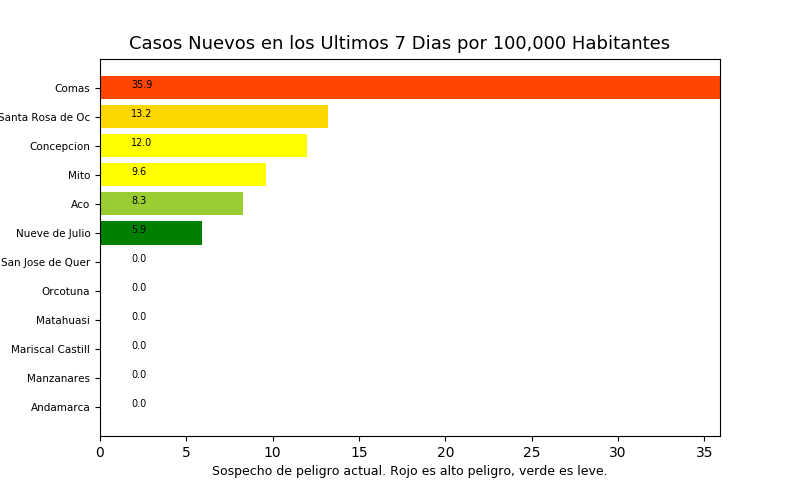 Casos Nuevos en los Ultimos 7 Dias por 100,000 Habitantes
Comas 35.9
Santa Rosa de Oc 13.2
Concepcion 12.0
Mito 9.6
Aco 8.3
Nueve de Julio 5.9
San Jose de Quer 0.0
Orcotuna 0.0
Matahuasi 0.0
Mariscal Castill 0.0
Manzanares 0.0
Andamarca 0.0
0 5 10 15 20 25 30 35
Sospecho de peligro actual. Rojo es alto peligro, verde es leve.